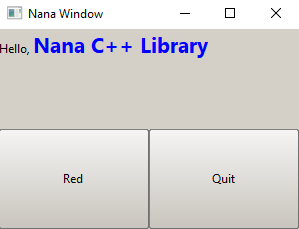 Nana Window
Hello, Nana C++ Library
Red Quit